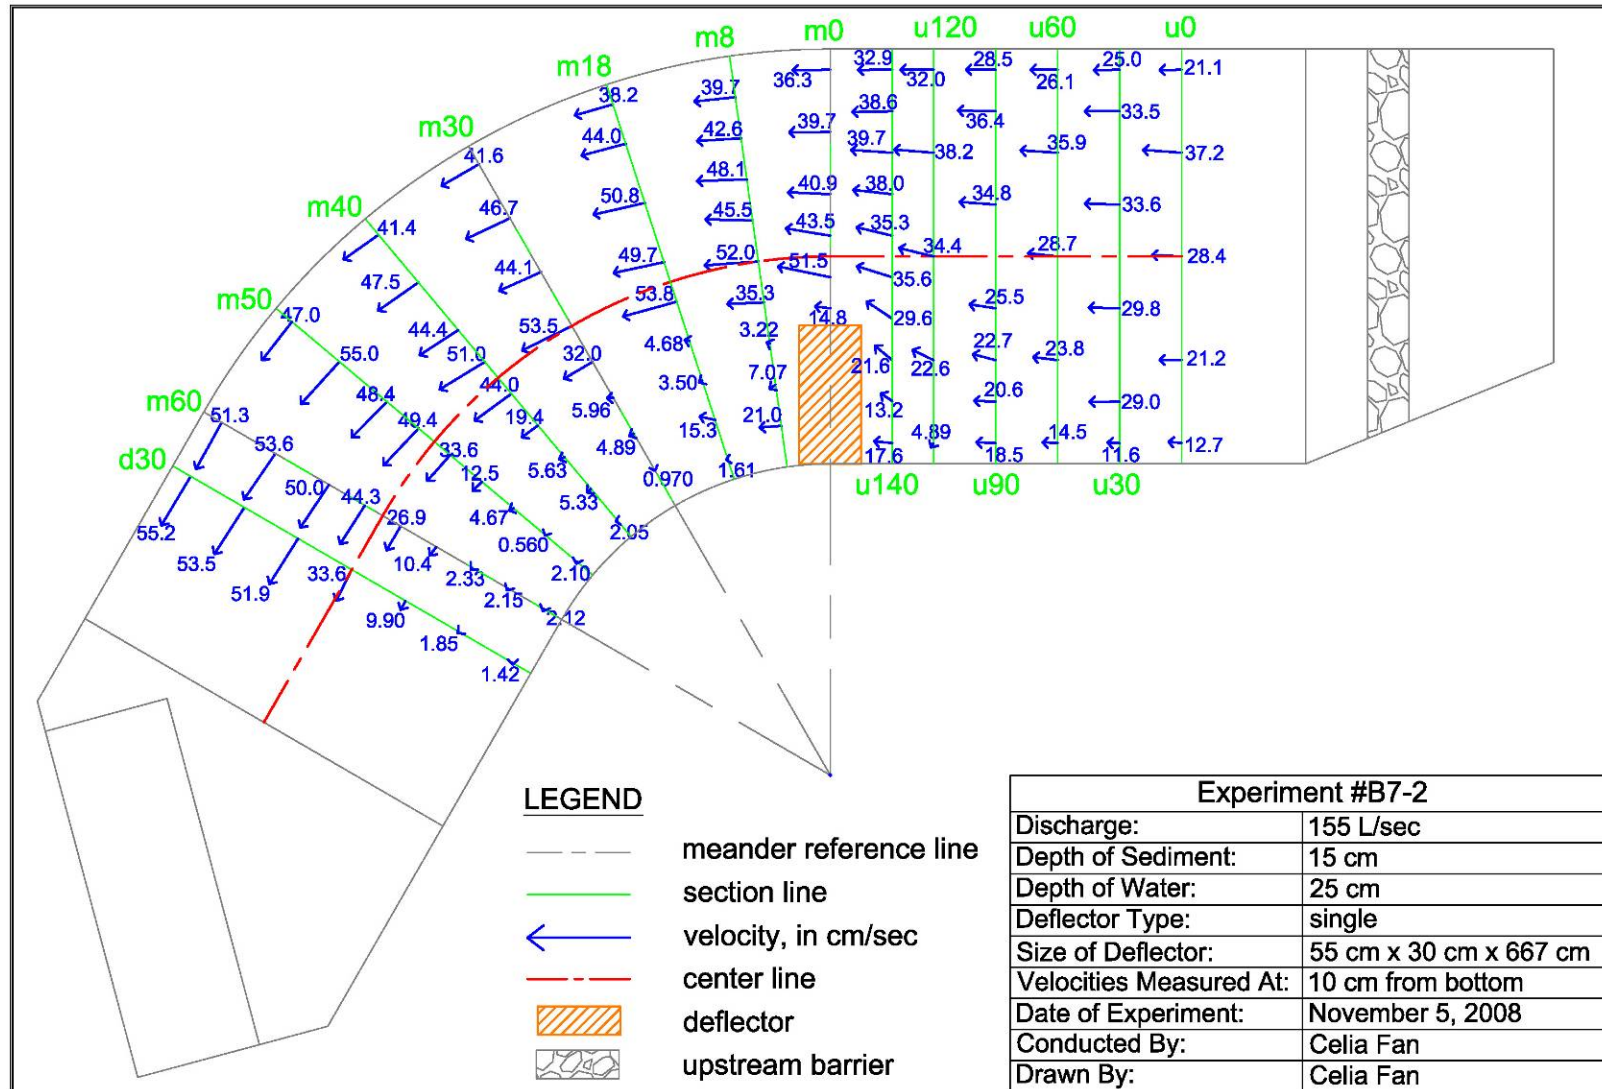 m0 u120 u60 u0
m8
m18
m30
m40
m50
m60
d30
u140 u90 u30
36.3 32.9 32.0 28.5 26.1 25.0 21.1
38.6 36.4 33.5
39.7 39.7 38.2 35.9 37.2
40.9 38.0 34.8 33.6
43.5 35.3 34.4 28.7 28.4
51.5 35.6
14.8 29.6 25.5 29.8
21.6 22.6 22.7 23.8 21.2
13.2 20.6 29.0
17.6 4.89 18.5 14.5 11.6 12.7
39.7 42.6 48.1 45.5 52.0 35.3 3.22 7.07 21.0
38.2 44.0 50.8 49.7 53.8 4.68 3.50 15.3 1.61
41.6 46.7 44.1 53.5 32.0 5.96 4.89 0.970
41.4 47.5 44.4 51.0 44.0 19.4 5.63 5.33 2.05
47.0 55.0 48.4 49.4 33.6 12.5 4.67 0.560 2.10
51.3 53.6 50.0 44.3 26.9 10.4 2.33 2.15 2.12
55.2 53.5 51.9 33.6 9.90 1.85 1.42
LEGEND
meander reference line
section line
velocity, in cm/sec
center line
deflector
upstream barrier
Experiment #B7-2
Discharge: 155 L/sec
Depth of Sediment: 15 cm
Depth of Water: 25 cm
Deflector Type: single
Size of Deflector: 55 cm x 30 cm x 667 cm
Velocities Measured At: 10 cm from bottom
Date of Experiment: November 5, 2008
Conducted By: Celia Fan
Drawn By: Celia Fan